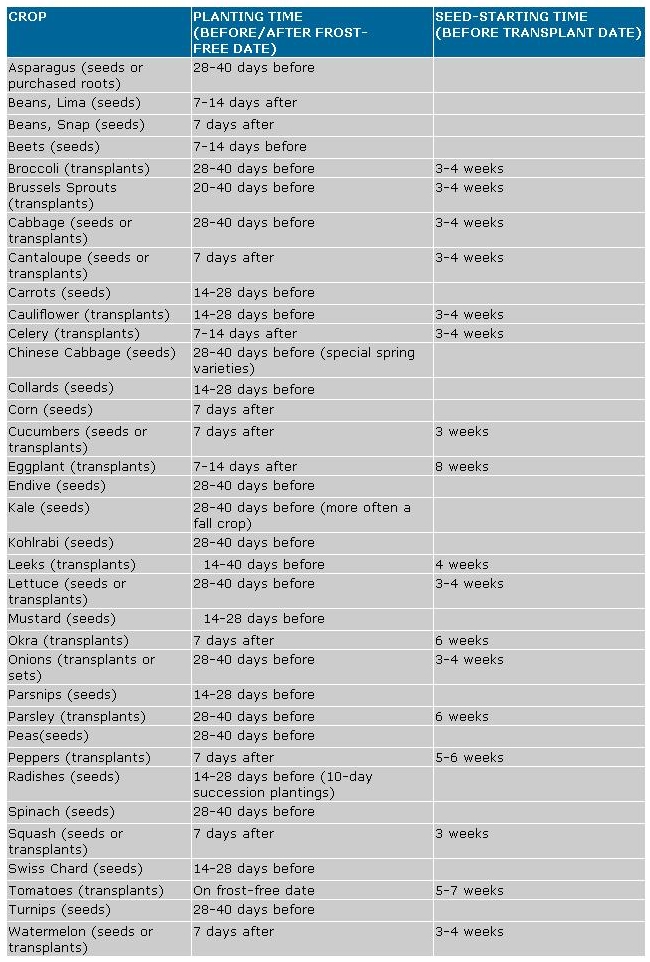 CROP PLANTING TIME SEED-STARTING TIME
(BEFORE/AFTER FROST- (BEFORE TRANSPLANT DATE)
FREE DATE)
Asparagus (seeds or 28-40 days before
purchased roots)
Beans, Lima (seeds) 7-14 days after
Beans, Snap (seeds) 7 days after
Beets (seeds) 7-14 days before
Broccoli (transplants) 28-40 days before 3-4 weeks
Brussels Sprouts 20-40 days before 3-4 weeks
(transplants)
Cabbage (seeds or 28-40 days before 3-4 weeks
transplants)
Cantaloupe (seeds or 7 days after 3-4 weeks
transplants)
Carrots (seeds) 14-28 days before
Cauliflower (transplants) 14-28 days before 3-4 weeks
Celery (transplants) 7-14 days after 3-4 weeks
Chinese Cabbage (seeds) 28-40 days before (special spring
varieties)
Collards (seeds) 14-28 days before
Corn (seeds) 7 days after
Cucumbers (seeds or 7 days after 3 weeks
transplants)
Eggplant (transplants) 7-14 days after 8 weeks
Endive (seeds) 28-40 days before
Kale (seeds) 28-40 days before (more often a
fall crop)
Kohlrabi (seeds) 28-40 days before
Leeks (transplants) 14-40 days before 4 weeks
Lettuce (seeds or 28-40 days before 3-4 weeks
transplants)
Mustard (seeds) 14-28 days before
Okra (transplants) 7 days after 6 weeks
Onions (transplants or 28-40 days before 3-4 weeks
sets)
Parsnips (seeds) 14-28 days before
Parsley (transplants) 28-40 days before 6 weeks
Peas(seeds) 28-40 days before
Peppers (transplants) 7 days after 5-6 weeks
Radishes (seeds) 14-28 days before (10-day
succession plantings)
Spinach (seeds) 28-40 days before
Squash (seeds or 7 days after 3 weeks
transplants)
Swiss Chard (seeds) 14-28 days before
Tomatoes (transplants) On frost-free date 5-7 weeks
Turnips (seeds) 28-40 days before
Watermelon (seeds or 7 days after 3-4 weeks
transplants)